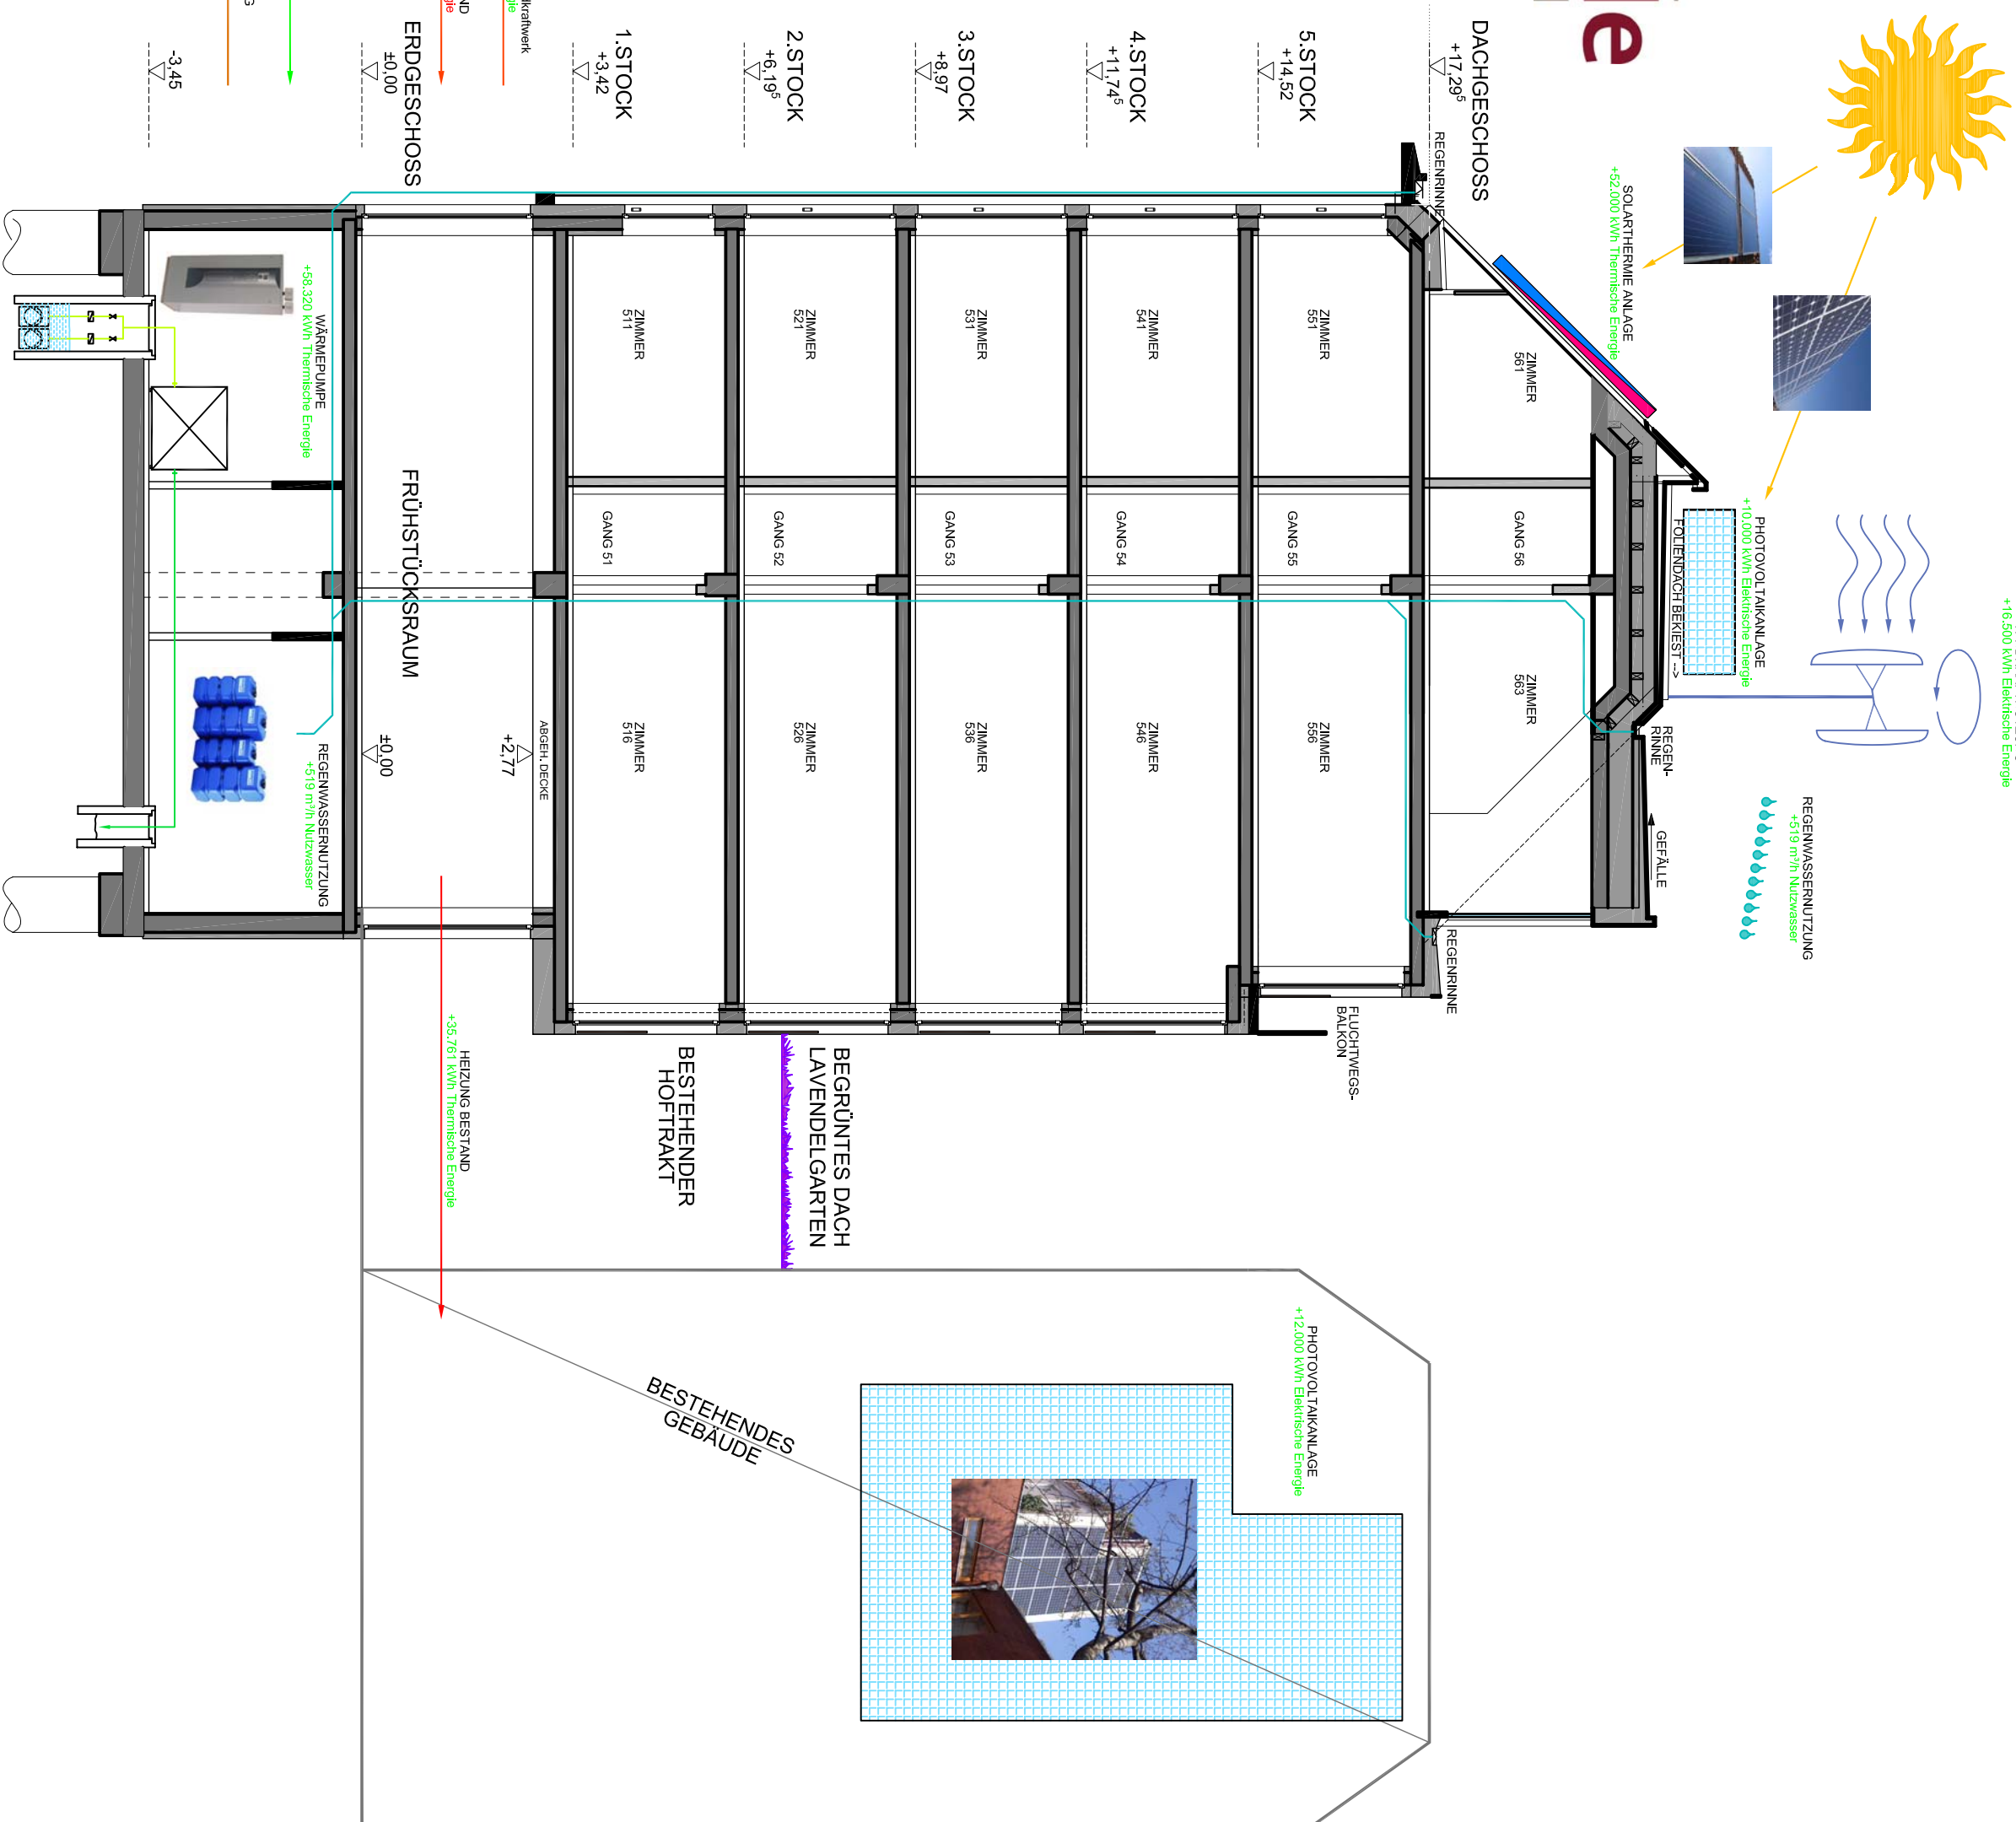 +16.500 kWh Elektrische Energie
REGENWASSERNUTZUNG
+519 m³/h Nutzwasser
PHOTOVOLTAIKANLAGE
+10.000 kWh Elektrische Energie
FOLIENDACH BEKIEST -->
REGEN-
RINNE
GEFÄLLE
SOLARTHERMIE ANLAGE
+52.000 kWh Thermische Energie
e
DACHGESCHOSS
+17,29⁵
REGENRINNE
ZIMMER
561
GANG 56
ZIMMER
563
REGENRINNE
5.STOCK
+14,52
ZIMMER
551
GANG 55
ZIMMER
556
FLUCHTWEGS-
BALKON
4.STOCK
+11,74⁵
ZIMMER
541
GANG 54
ZIMMER
546
3.STOCK
+8,97
ZIMMER
531
GANG 53
ZIMMER
536
2.STOCK
+6,19⁵
ZIMMER
521
GANG 52
ZIMMER
526
BEGRÜNTES DACH
LAVENDELGARTEN
1.STOCK
+3,42
ZIMMER
511
GANG 51
ZIMMER
516
BESTEHENDER
HOFTRAKT
ABGEH. DECKE
+2,77
ERDGESCHOSS
±0,00
FRÜHSTÜCKSRAUM
±0,00
HEIZUNG BESTAND
+35.761 kWh Thermische Energie
WÄRMEPUMPE
+58.320 kWh Thermische Energie
REGENWASSERNUTZUNG
+519 m³/h Nutzwasser
-3,45
PHOTOVOLTAIKANLAGE
+12.000 kWh Elektrische Energie
BESTEHENDES
GEBÄUDE
dkraftwerk
gie
ND
gie
G